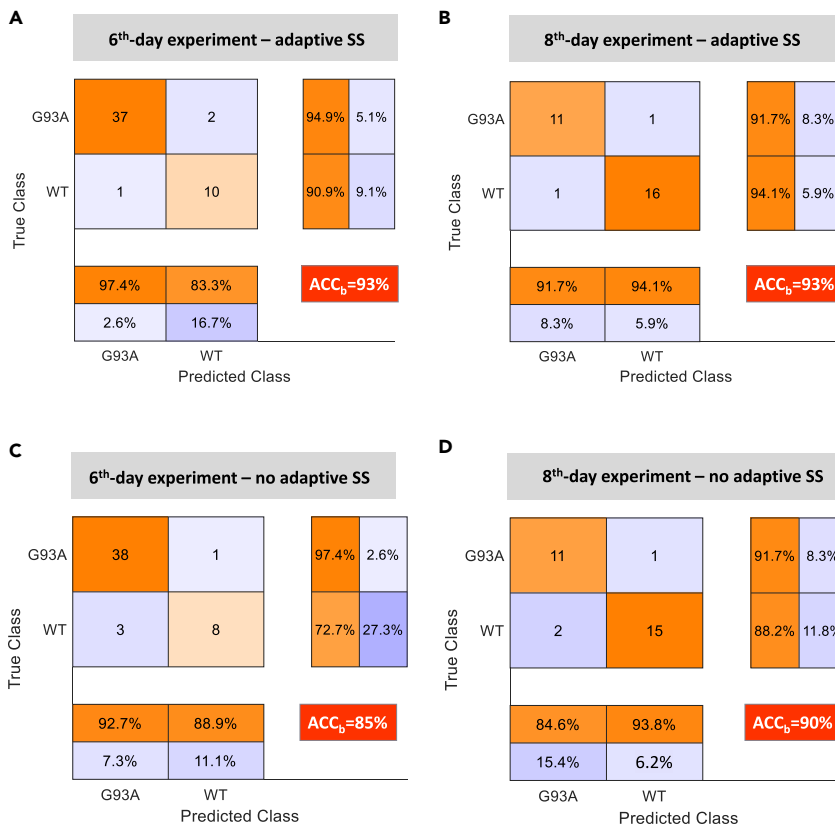 A
6th-day experiment – adaptive SS
G93A 37 2 94.9% 5.1%
WT 1 10 90.9% 9.1%
True Class
97.4% 83.3% ACCb=93%
2.6% 16.7%
G93A WT
Predicted Class
B
8th-day experiment – adaptive SS
G93A 11 1 91.7% 8.3%
WT 1 16 94.1% 5.9%
True Class
91.7% 94.1% ACCb=93%
8.3% 5.9%
G93A WT
Predicted Class
C
6th-day experiment – no adaptive SS
G93A 38 1 97.4% 2.6%
WT 3 8 72.7% 27.3%
True Class
92.7% 88.9% ACCb=85%
7.3% 11.1%
G93A WT
Predicted Class
D
8th-day experiment – no adaptive SS
G93A 11 1 91.7% 8.3%
WT 2 15 88.2% 11.8%
True Class
84.6% 93.8% ACCb=90%
15.4% 6.2%
G93A WT
Predicted Class